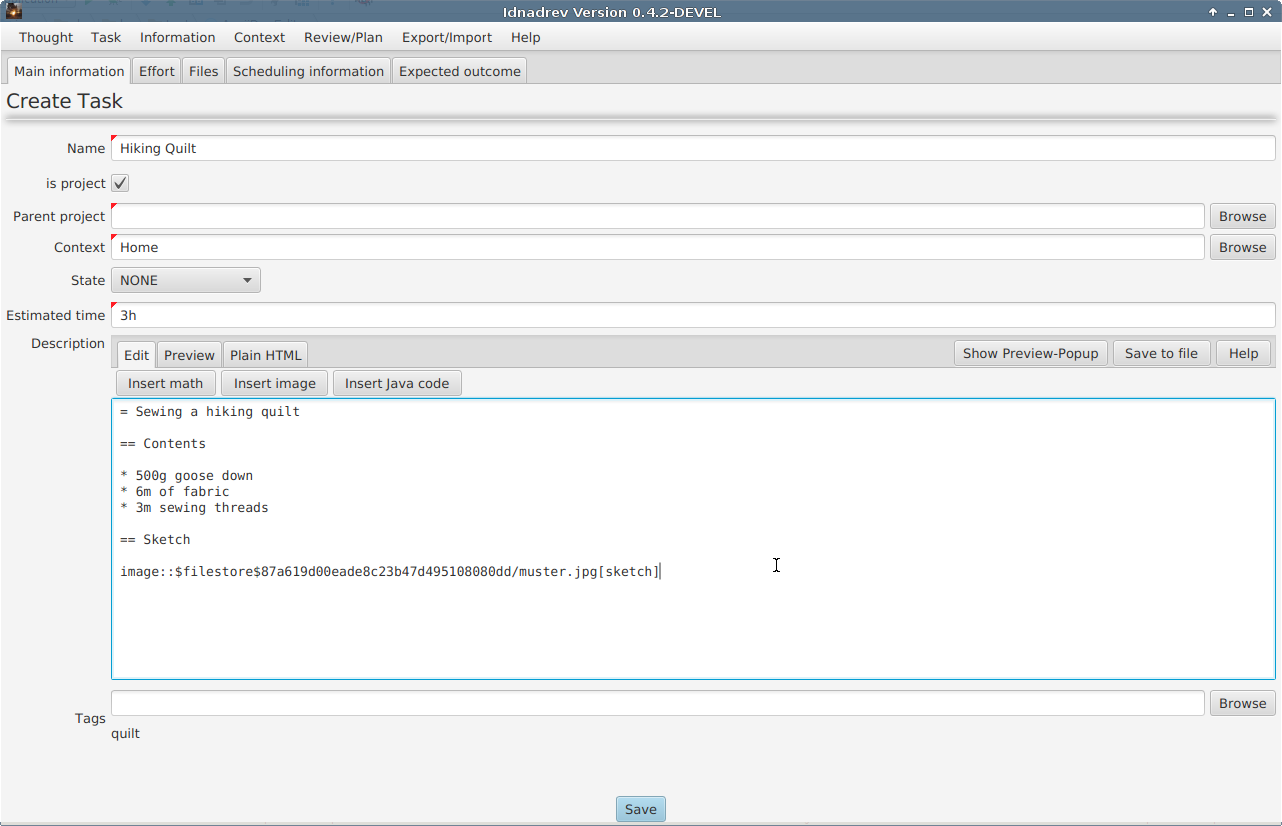 Idnadrev Version 0.4.2-DEVEL
Thought Task Information Context Review/Plan Export/Import Help
Main information Effort Files Scheduling information Expected outcome
Create Task
Name Hiking Quilt
is project
Parent project Browse
Context Home Browse
State NONE
Estimated time 3h
Description Edit Preview Plain HTML Show Preview-Popup Save to file Help
Insert math Insert image Insert Java code
= Sewing a hiking quilt
== Contents
* 500g goose down
* 6m of fabric
* 3m sewing threads
== Sketch
image::$filestore$87a619d00eade8c23b47d495108080dd/muster.jpg[sketch]
Tags Browse
quilt
Save